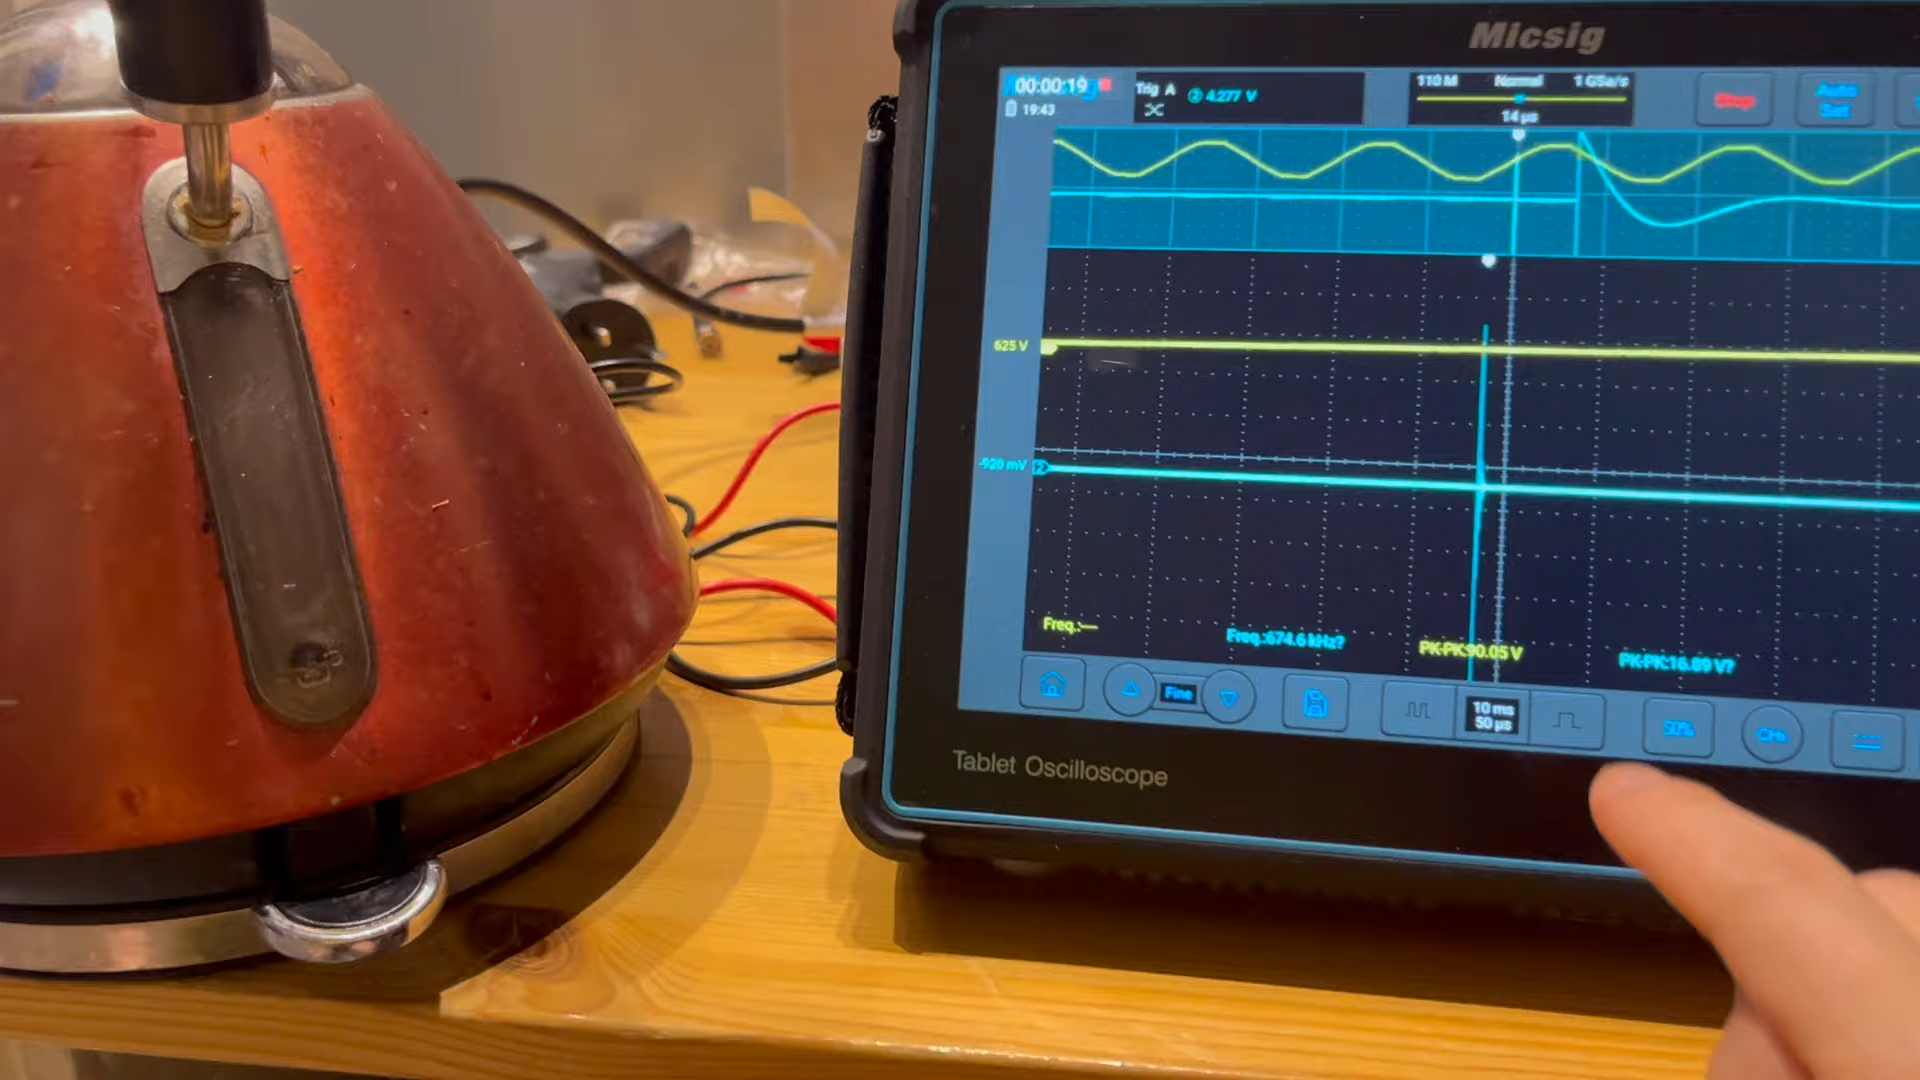 Micsig
00:00:19
19:43
Trig A
2 4.277 V
110 M Normal 1 GSa/s
14 µs
Stop
Auto
Set
625 V
-920 mV
2
Freq.:---
Freq.:674.6 kHz?
PK-PK:90.05 V
PK-PK:16.89 V?
Fine
10 ms
50 µs
50%
Tablet Oscilloscope